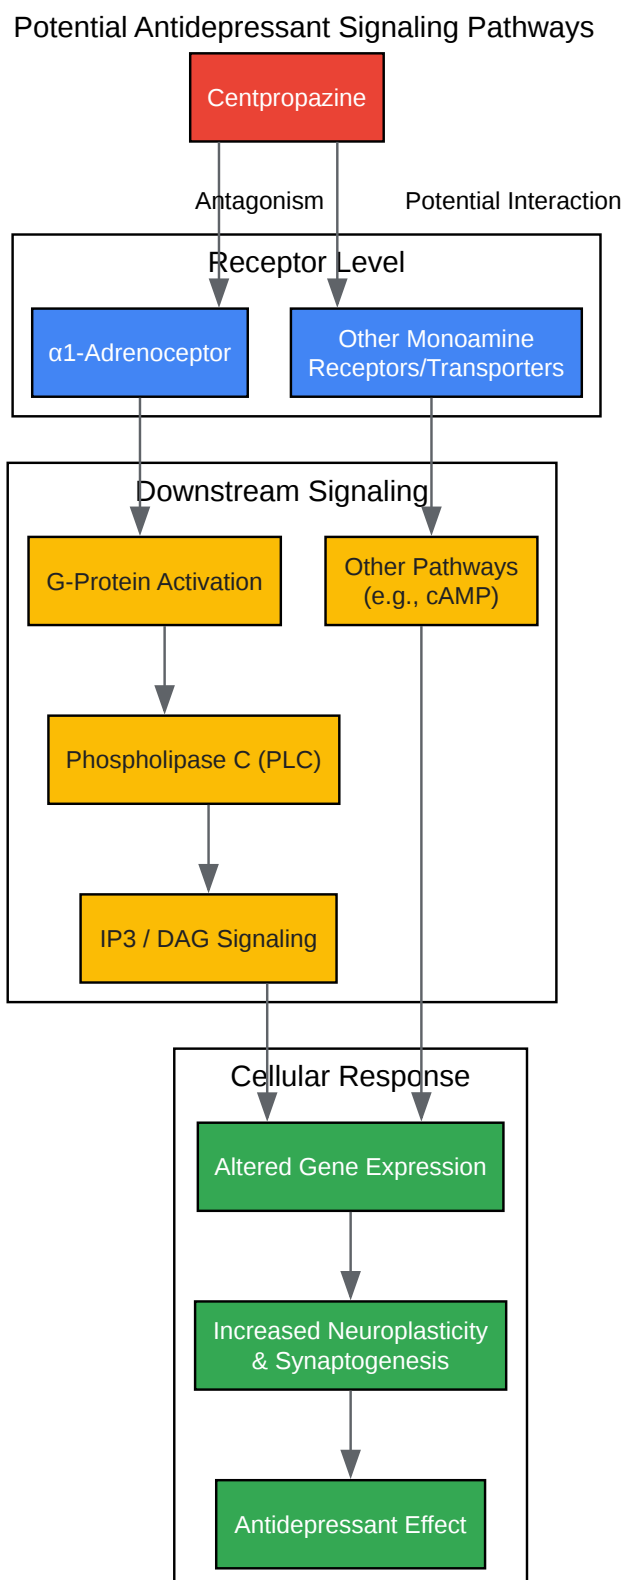 Potential Antidepressant Signaling Pathways
Centpropazine
Antagonism
Potential Interaction
Receptor Level
α1-Adrenoceptor
Other Monoamine
Receptors/Transporters
Downstream Signaling
G-Protein Activation
Other Pathways
(e.g., cAMP)
Phospholipase C (PLC)
IP3 / DAG Signaling
Cellular Response
Altered Gene Expression
Increased Neuroplasticity
& Synaptogenesis
Antidepressant Effect